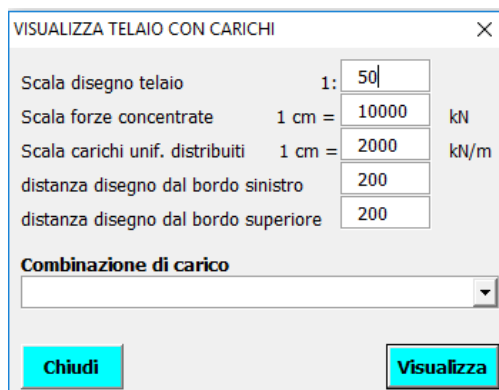 VISUALIZZA TELAIO CON CARICHI
Scala disegno telaio 1: 50
Scala forze concentrate 1 cm = 10000 kN
Scala carichi unif. distribuiti 1 cm = 2000 kN/m
distanza disegno dal bordo sinistro 200
distanza disegno dal bordo superiore 200
Combinazione di carico
Chiudi Visualizza